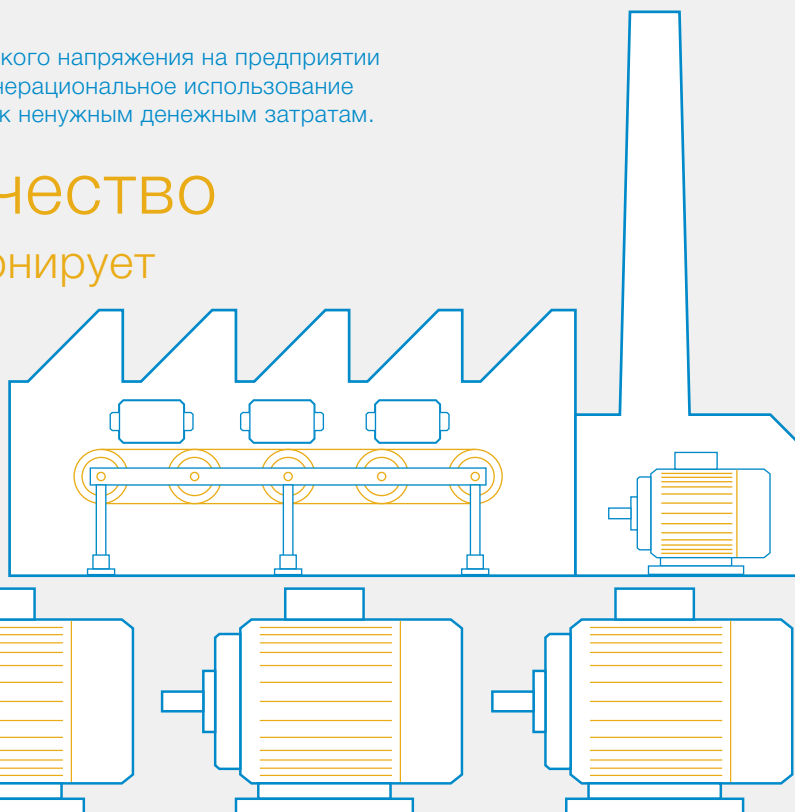 кого напряжения на предприятии
нерациональное использование
к ненужным денежным затратам.
чество
онирует